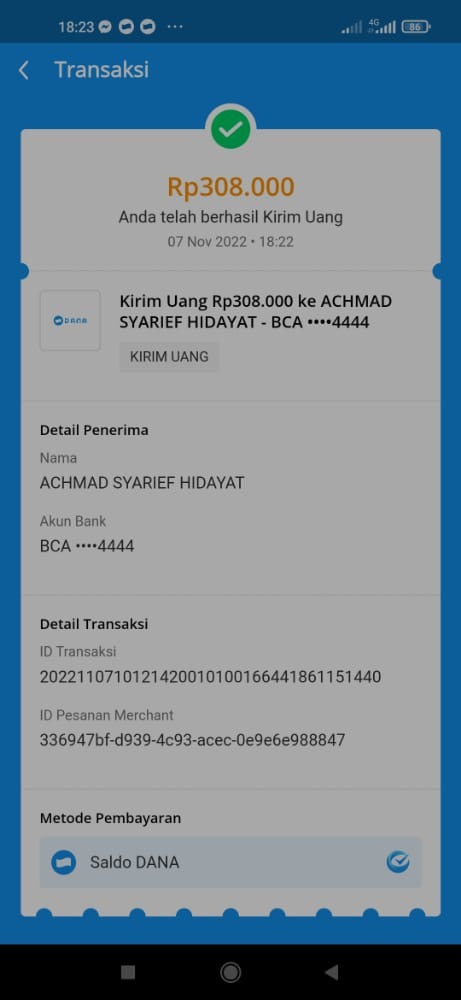 18:23
4G
86
Transaksi
Rp308.000
Anda telah berhasil Kirim Uang
07 Nov 2022 • 18:22
DANA
Kirim Uang Rp308.000 ke ACHMAD
SYARIEF HIDAYAT - BCA ••••4444
KIRIM UANG
Detail Penerima
Nama
ACHMAD SYARIEF HIDAYAT
Akun Bank
BCA ••••4444
Detail Transaksi
ID Transaksi
20221107101214200101001664418​61151440
ID Pesanan Merchant
336947bf-d939-4c93-acec-0e9e6e988847
Metode Pembayaran
Saldo DANA